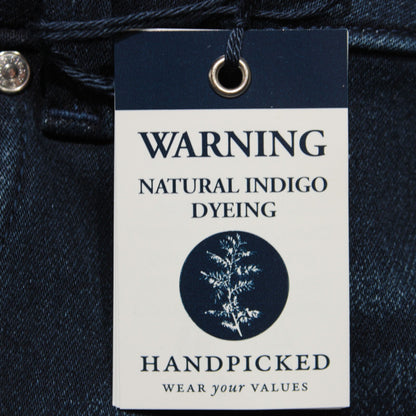 WARNING
NATURAL INDIGO
DYEING
HANDPICKED
WEAR your VALUES